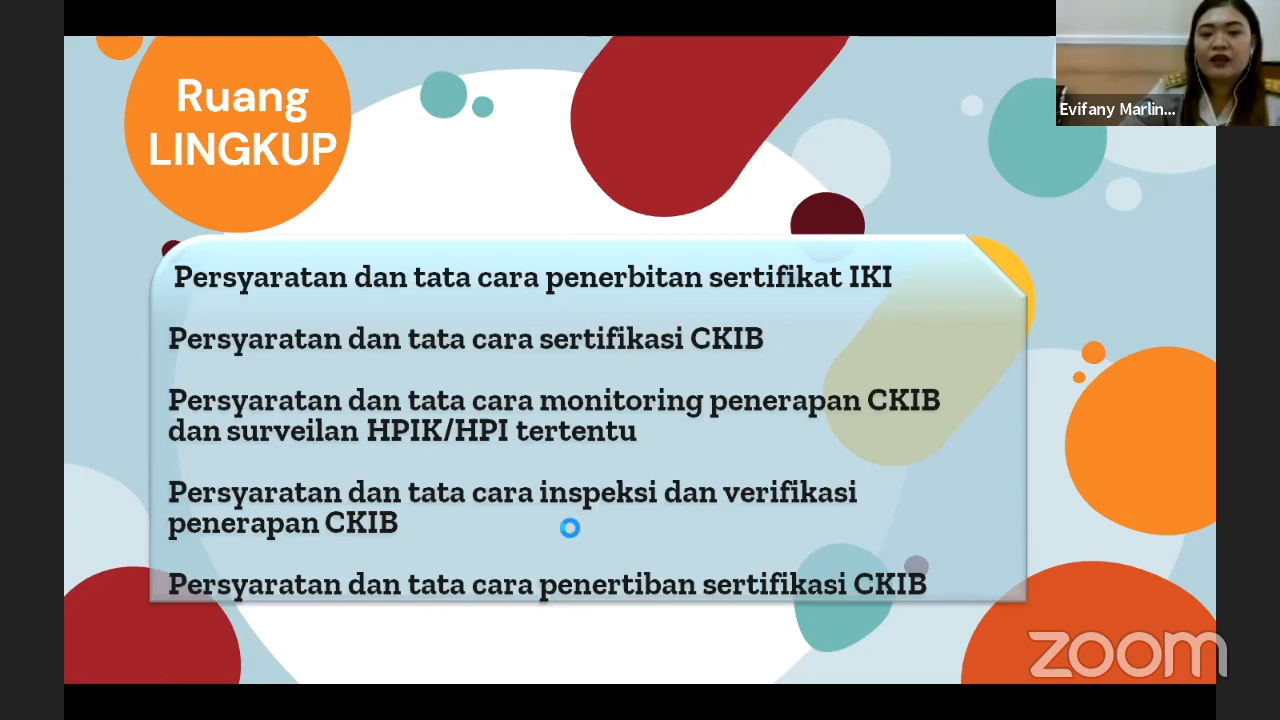 Ruang
LINGKUP
Evifany Marlin...
Persyaratan dan tata cara penerbitan sertifikat IKI
Persyaratan dan tata cara sertifikasi CKIB
Persyaratan dan tata cara monitoring penerapan CKIB
dan surveilan HPIK/HPI tertentu
Persyaratan dan tata cara inspeksi dan verifikasi
penerapan CKIB
Persyaratan dan tata cara penertiban sertifikasi CKIB
zoom